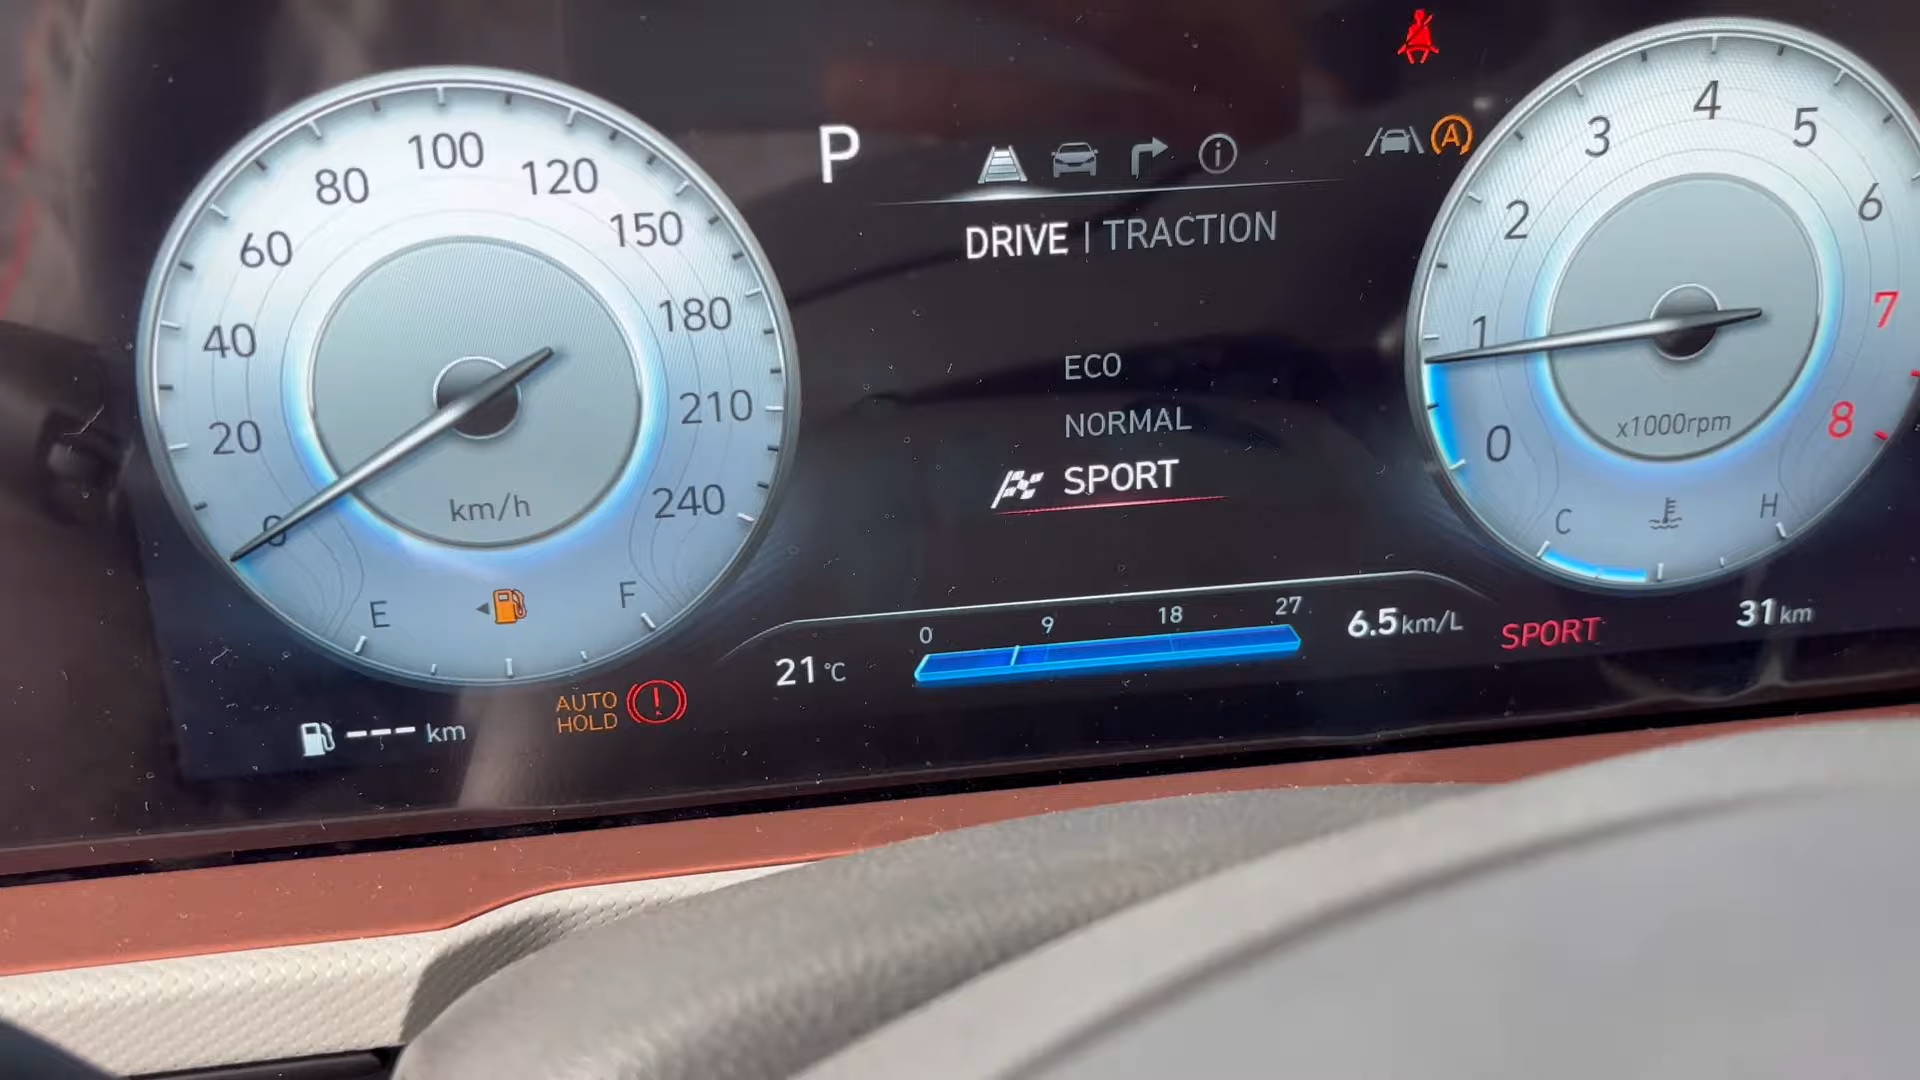 P
DRIVE | TRACTION
ECO
NORMAL
SPORT
0
20
40
60
80
100
120
150
180
210
240
km/h
E
F
--- km
AUTO
HOLD
21 °C
0 9 18 27
6.5 km/L
SPORT
31 km
A
0
1
2
3
4
5
6
7
8
x1000rpm
C
H